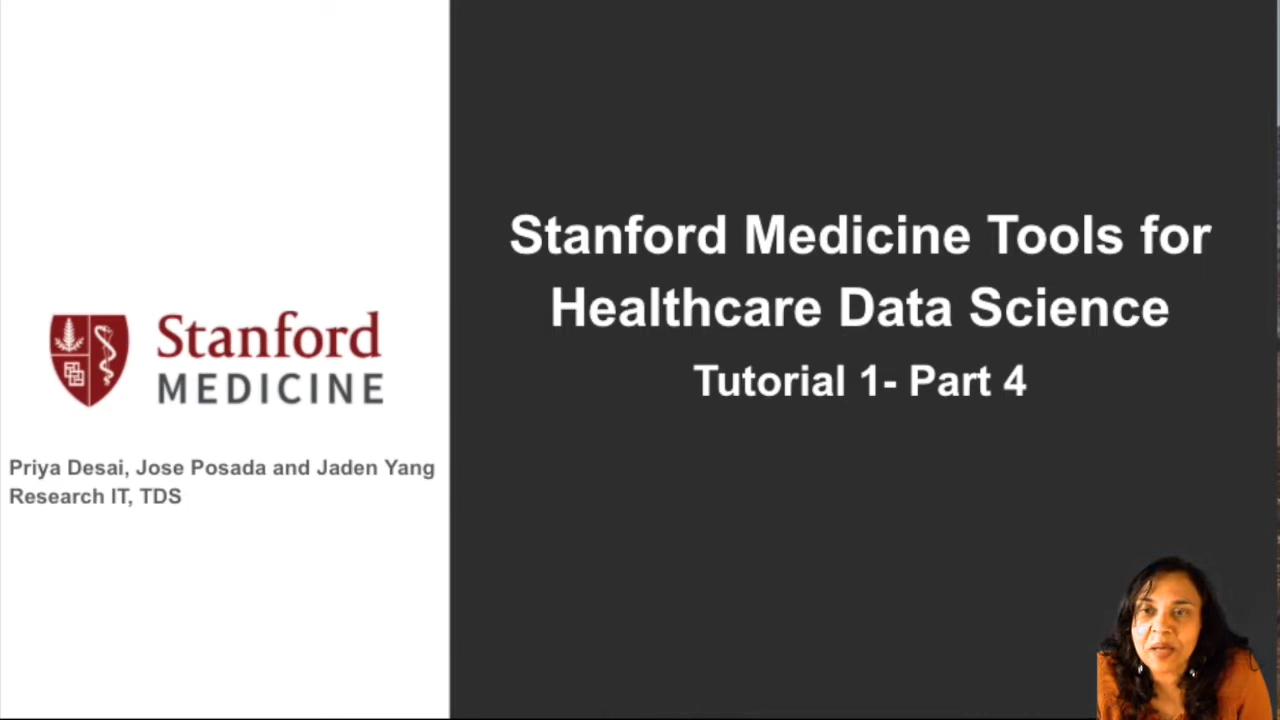 Stanford
MEDICINE
Priya Desai, Jose Posada and Jaden Yang
Research IT, TDS
Stanford Medicine Tools for
Healthcare Data Science
Tutorial 1- Part 4